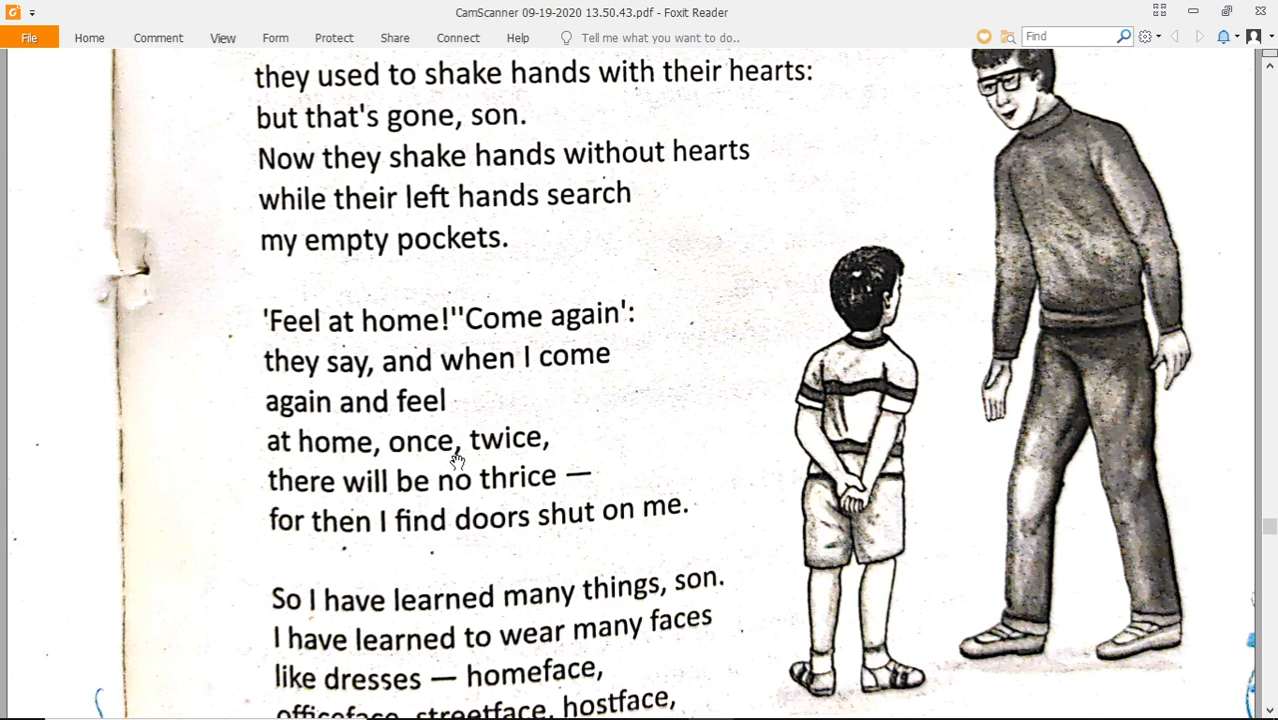 CamScanner 09-19-2020 13.50.43.pdf - Foxit Reader
File Home Comment View Form Protect Share Connect Help Tell me what you want to do.. Find
they used to shake hands with their hearts:
but that's gone, son.
Now they shake hands without hearts
while their left hands search
my empty pockets.
'Feel at home!''Come again':
they say, and when I come
again and feel
at home, once, twice,
there will be no thrice —
for then I find doors shut on me.
So I have learned many things, son.
I have learned to wear many faces
like dresses — homeface,
officeface, streetface, hostface,